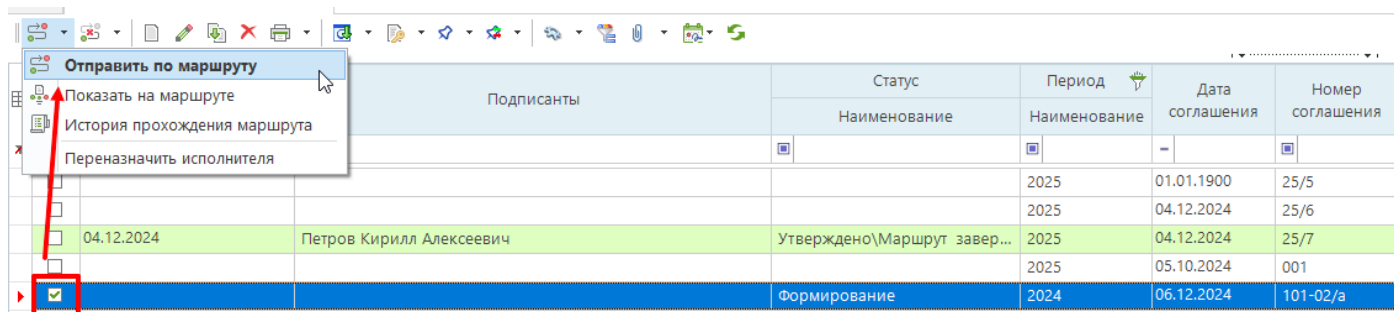 Отправить по маршруту
Показать на маршруте
История прохождения маршрута
Переназначить исполнителя
Подписанты
Статус
Наименование
Период
Наименование
Дата
соглашения
Номер
соглашения
2025 01.01.1900 25/5
2025 04.12.2024 25/6
04.12.2024 Петров Кирилл Алексеевич Утверждено\Маршрут завер... 2025 04.12.2024 25/7
2025 05.10.2024 001
Формирование 2024 06.12.2024 101-02/а